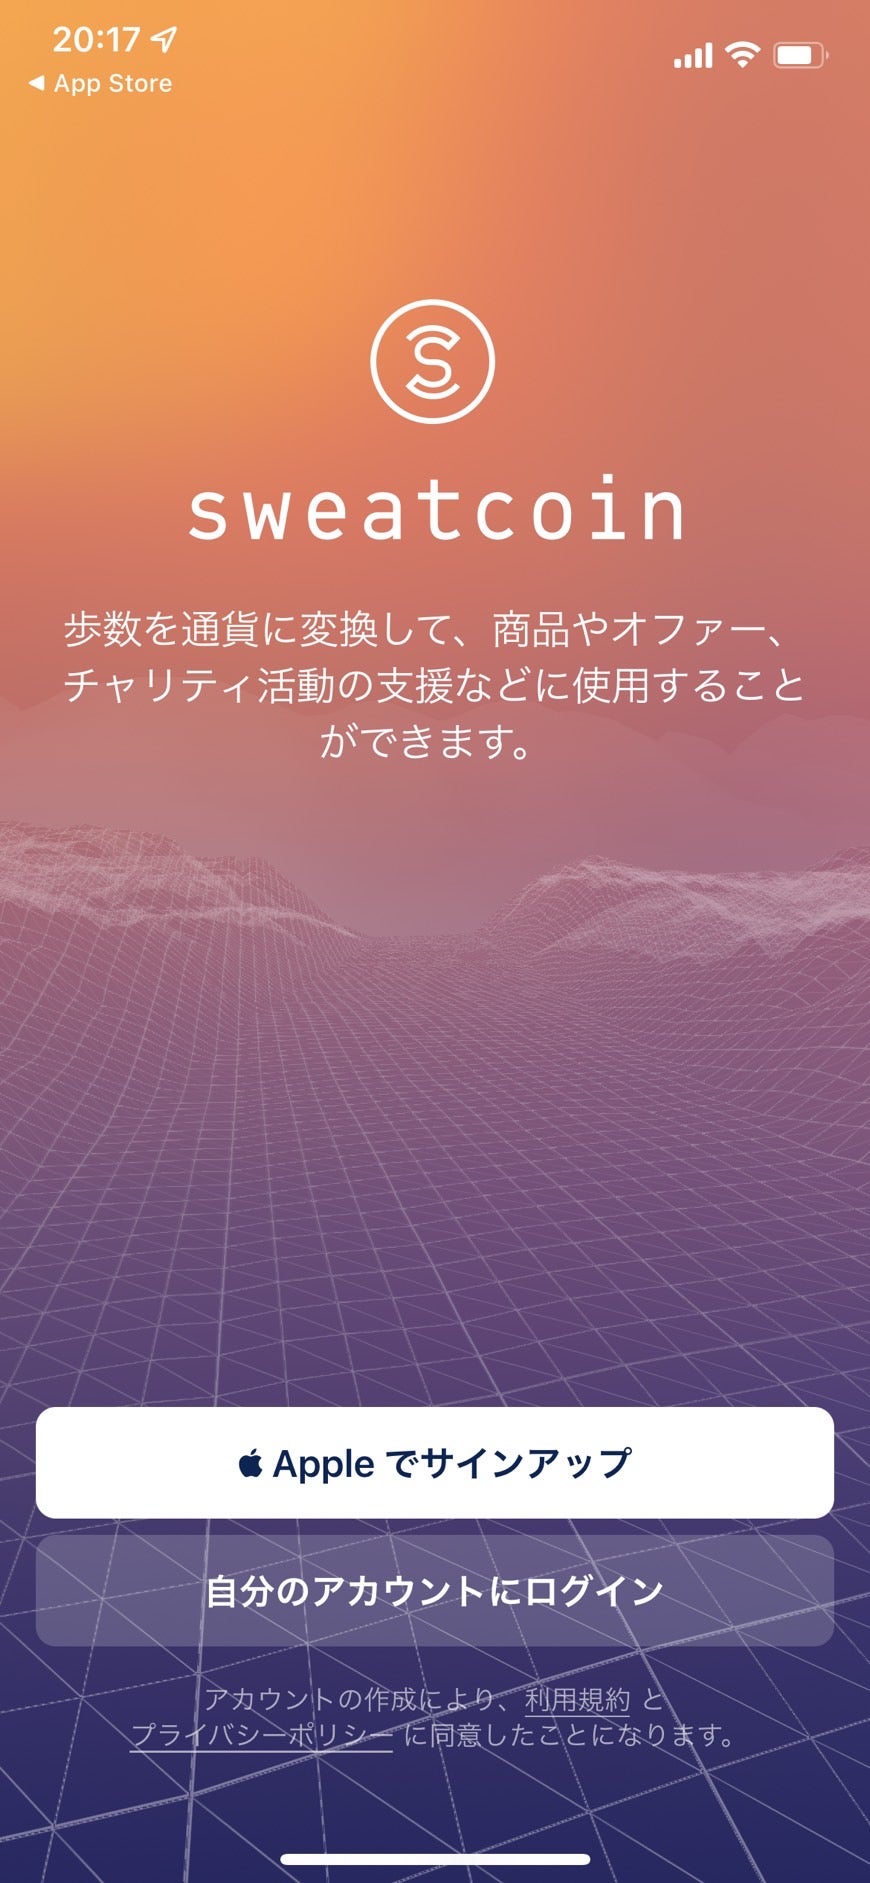 20:17
◀ App Store
sweatcoin
歩数を通貨に変換して、商品やオファー、
チャリティ活動の支援などに使用すること
ができます。
Apple でサインアップ
自分のアカウントにログイン
アカウントの作成により、利用規約 と
プライバシーポリシー に同意したことになります。